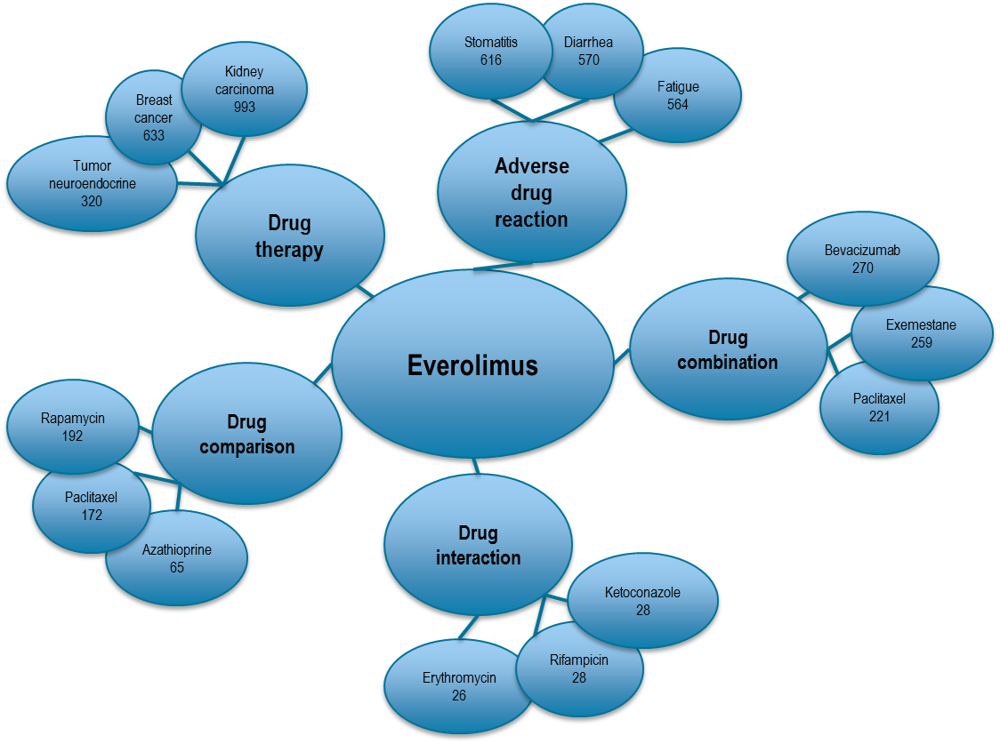 Stomatitis
616
Diarrhea
570
Fatigue
564
Kidney
carcinoma
993
Breast
cancer
633
Tumor
neuroendocrine
320
Adverse
drug
reaction
Drug
therapy
Bevacizumab
270
Exemestane
259
Paclitaxel
221
Drug
combination
Everolimus
Drug
comparison
Rapamycin
192
Paclitaxel
172
Azathioprine
65
Drug
interaction
Ketoconazole
28
Rifampicin
28
Erythromycin
26